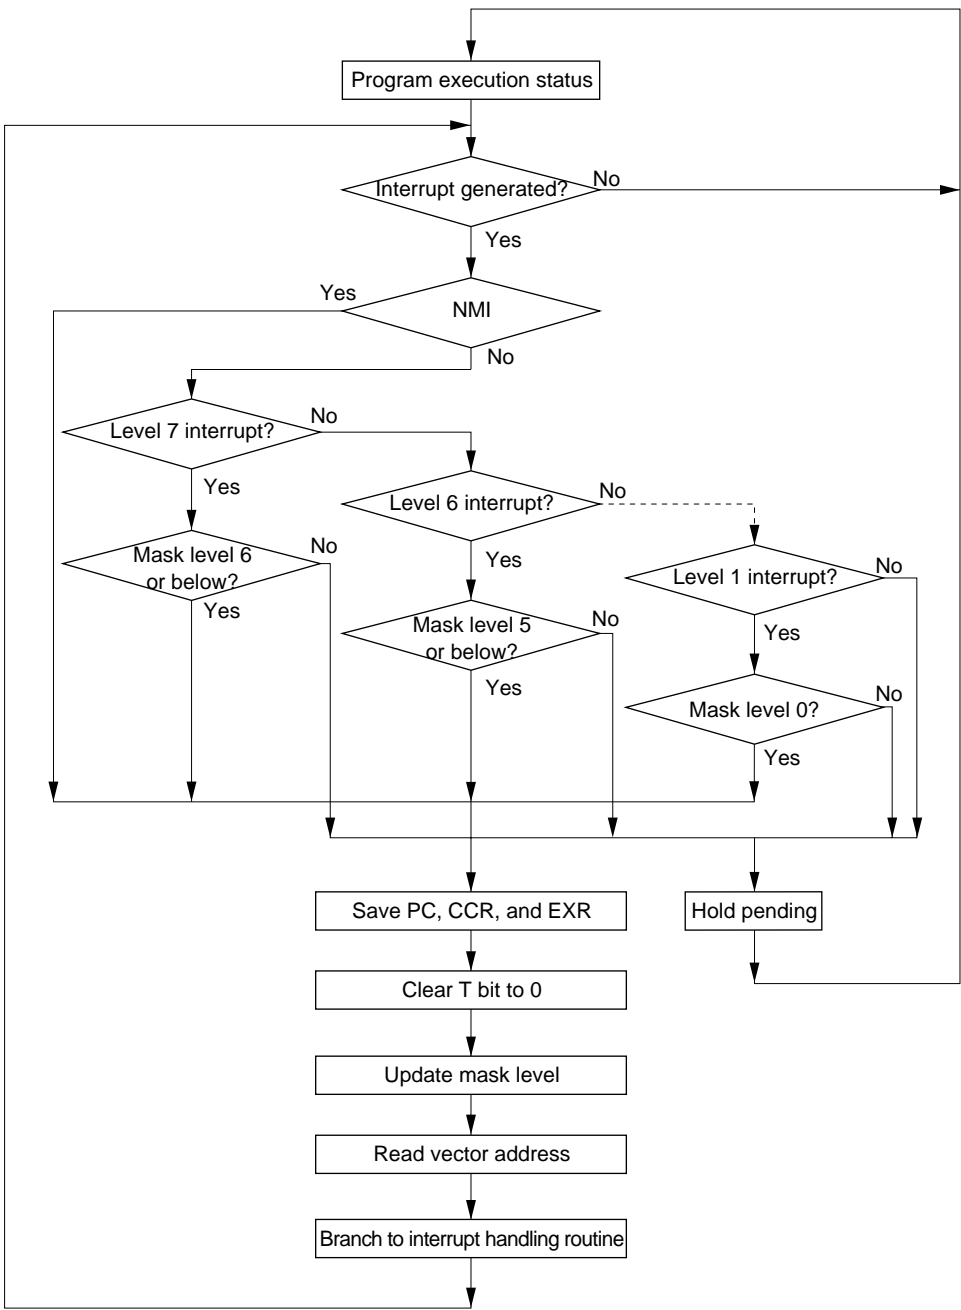 Program execution status
Interrupt generated?
No
Yes
Yes
NMI
No
Level 7 interrupt?
No
Yes
Level 6 interrupt?
No
Mask level 6
or below?
No
Yes
Level 1 interrupt?
No
Yes
Mask level 5
or below?
No
Yes
Yes
Mask level 0?
No
Yes
Save PC, CCR, and EXR
Hold pending
Clear T bit to 0
Update mask level
Read vector address
Branch to interrupt handling routine